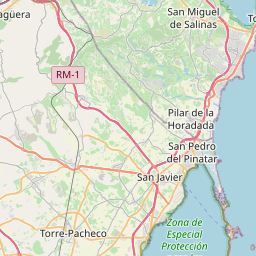 San Miguel
de Salinas
To
aguera
RM-1
Pilar de la
Horadada
San Pedro
del Pinatar
San Javier
Torre-Pacheco
Zona de
Especial
Protección